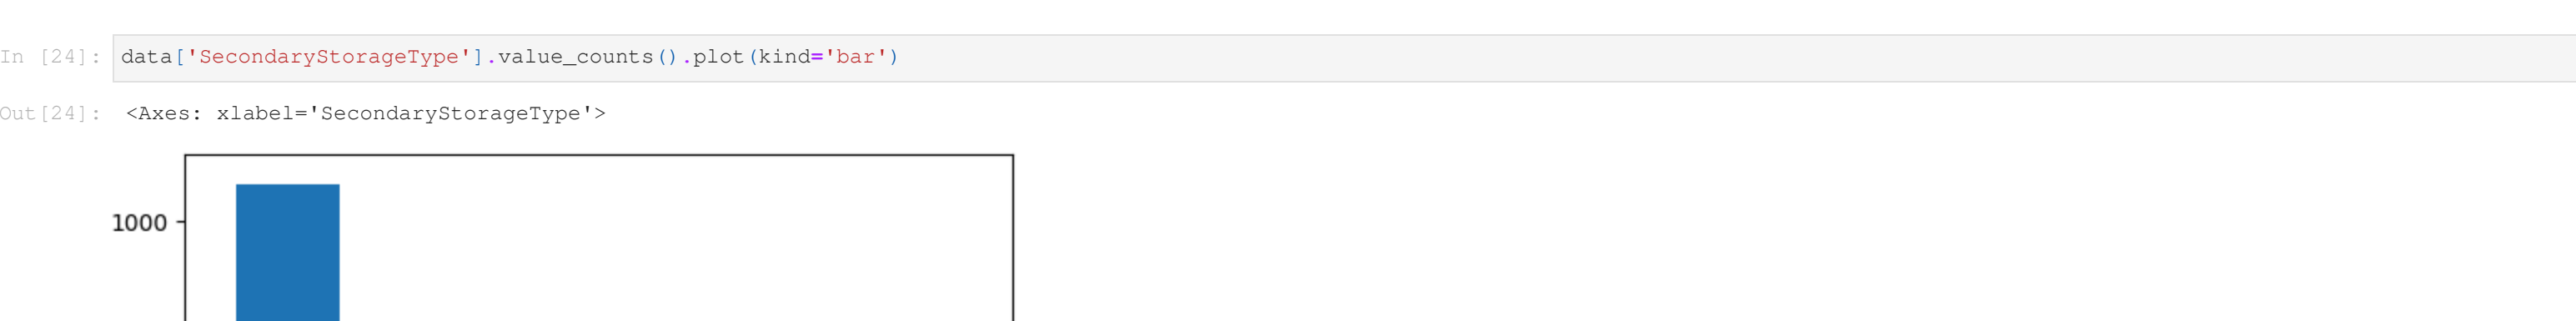 In [24]: data['SecondaryStorageType'].value_counts().plot(kind='bar')
Out[24]: <Axes: xlabel='SecondaryStorageType'>
1000